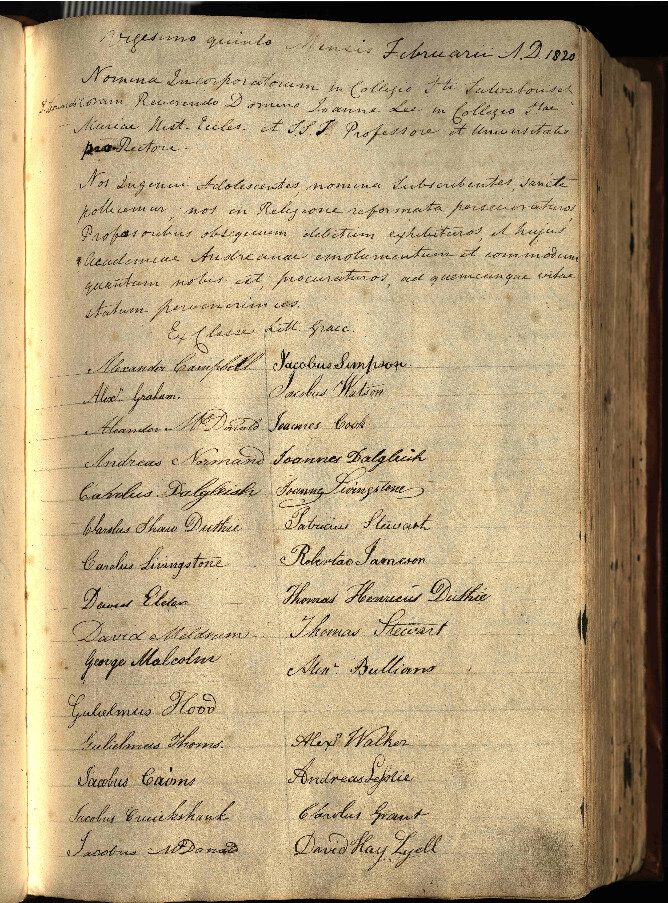 Vigesimo quinto Mensis Februarii A.D. 1820
Nomina Incorporatorum in Collegio Sti Salvatoris et
Sti Leonardi coram Reverendo Domino Joanne Lee in Collegio Stae
Mariae Hist. Eccles. et S.S.T. Professore et Universitatis
pro Rectore.
Nos Ingenui Adolescentes, nomina Subscribentes, sancte
pollicemur, nos in Religione reformata perseveraturos
Professoribus obsequium debitum exhibituros, et hujus
Academiae Andreanae emolumentum et commodum
quantum nobis est, procuraturos, ad quemcunque vitae
statum pervenerimus.
Ex Classe Litt. Graec.
Alexander Campbell
Alexr. Graham.
Alexander McDonald
Andreas Normand
Carolus Dalgleish
Carolus Shaw Duthie
Carolus Livingstone
David Elder
David Meldrum
George Malcolm
Gulielmus Hood
Gulielmus Thoms.
Jacobus Cairns
Jacobus Cruickshank
Jacobus McDonald
Jacobus Simpson.
Jacobus Watson
Joannes Cook
Joannes Dalgleish
Joannes Livingstone
Patricius Stewart
Robertus Jameson
Thomas Henricus Duthie
Thomas Stewart
Alexr. Bullians
Alexr. Walker
Andreas Leslie
Carolus Grant
David Hay Lyell